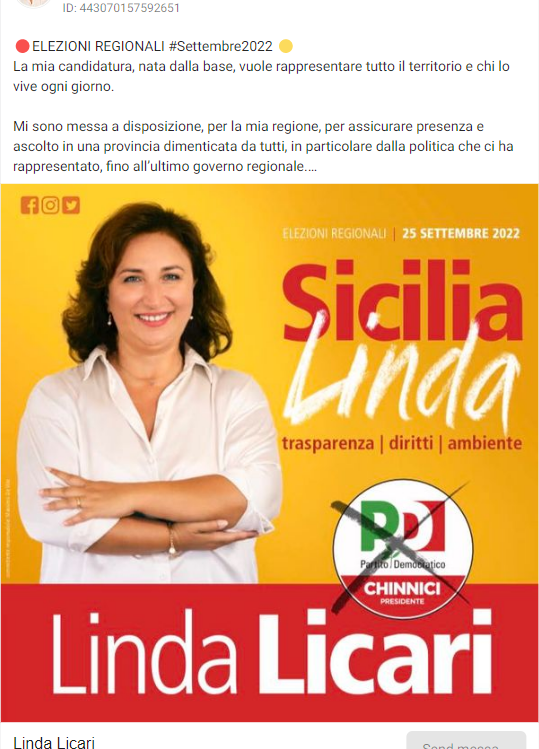 ID: 443070157592651
🔴ELEZIONI REGIONALI #Settembre2022 🟡
La mia candidatura, nata dalla base, vuole rappresentare tutto il territorio e chi lo
vive ogni giorno.
Mi sono messa a disposizione, per la mia regione, per assicurare presenza e
ascolto in una provincia dimenticata da tutti, in particolare dalla politica che ci ha
rappresentato, fino all'ultimo governo regionale....
ELEZIONI REGIONALI | 25 SETTEMBRE 2022
Sicilia
Linda
trasparenza | diritti | ambiente
PD
Partito Democratico
CHINNICI
PRESIDENTE
Linda Licari
Linda Licari